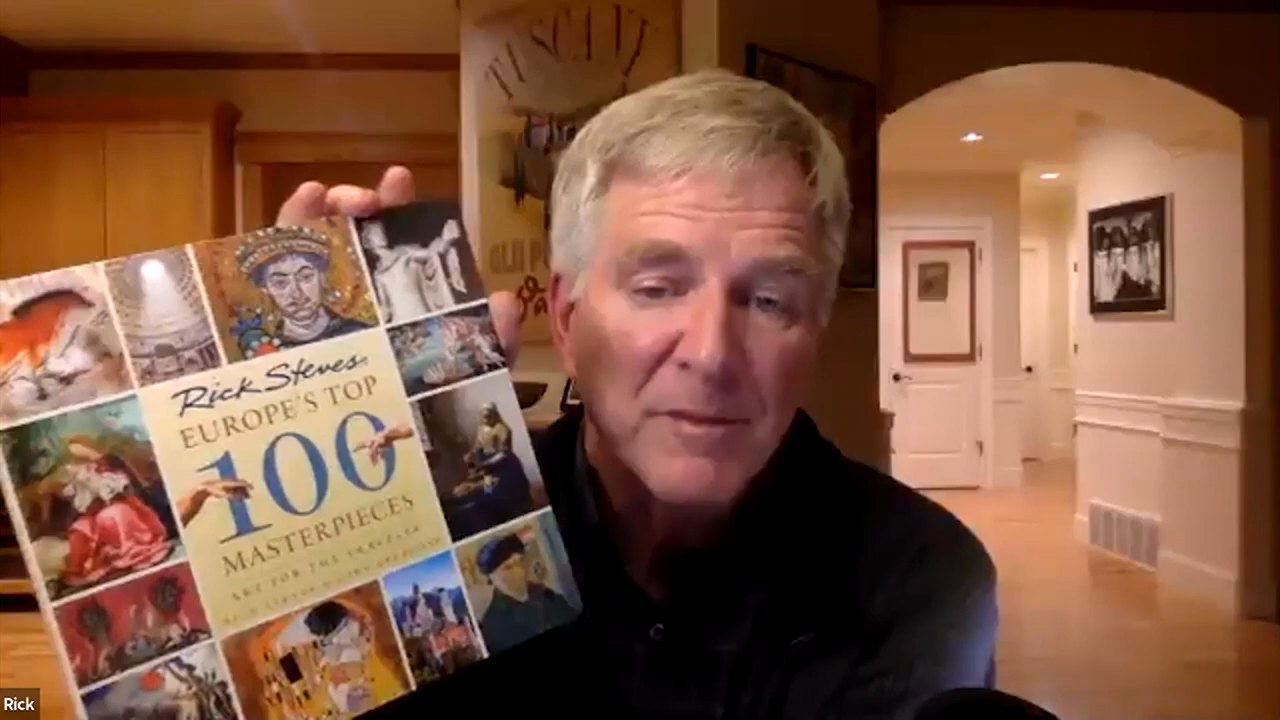 Rick Steves®
EUROPE'S TOP
100
MASTERPIECES
ART FOR THE TRAVELER
Rick